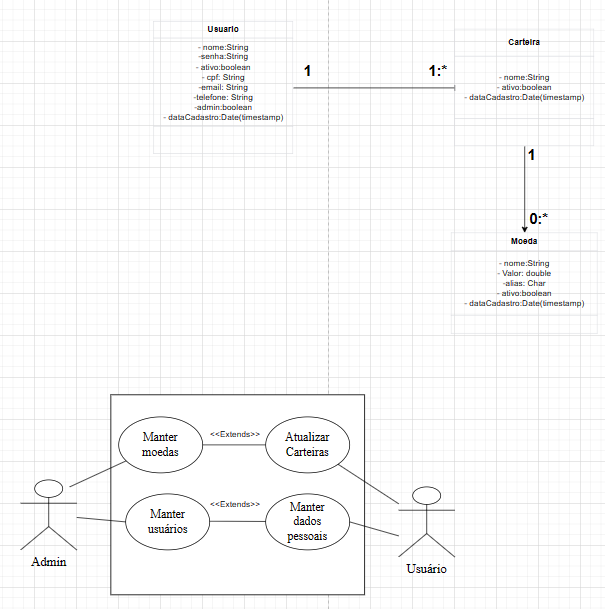 Usuario
- nome:String
-senha:String
- ativo:boolean
- cpf: String
-email: String
-telefone: String
-admin:boolean
- dataCadastro:Date(timestamp)
1
1:*
Carteira
- nome:String
- ativo:boolean
- dataCadastro:Date(timestamp)
1
0:*
Moeda
- nome:String
- Valor: double
-alias: Char
- ativo:boolean
- dataCadastro:Date(timestamp)
Manter
moedas
<<Extends>>
Atualizar
Carteiras
Manter
usuários
<<Extends>>
Manter
dados
pessoais
Admin
Usuário